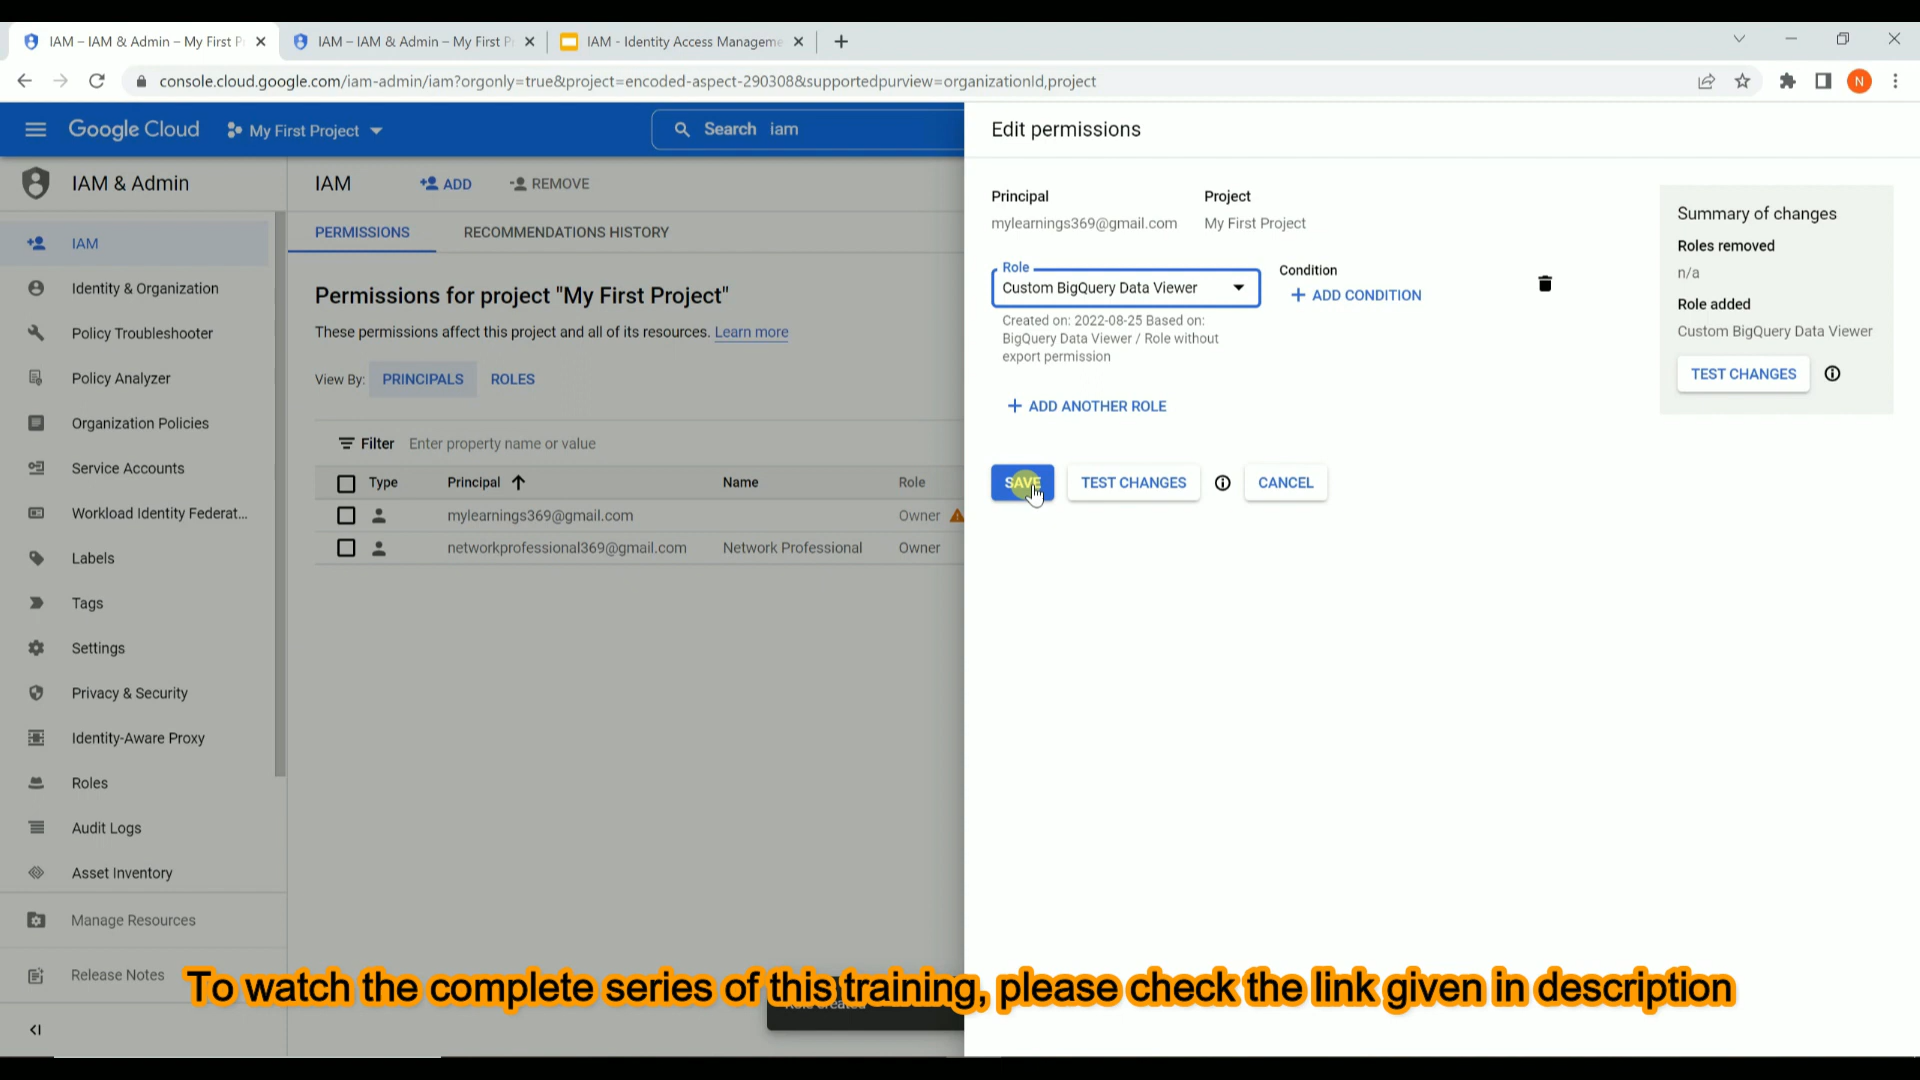 IAM – IAM & Admin – My First P
IAM – IAM & Admin – My First P
IAM - Identity Access Manageme
console.cloud.google.com/iam-admin/iam?orgonly=true&project=encoded-aspect-290308&supportedpurview=organizationId,project
N
Google Cloud
My First Project
Search iam
IAM & Admin
IAM
Identity & Organization
Policy Troubleshooter
Policy Analyzer
Organization Policies
Service Accounts
Workload Identity Federat...
Labels
Tags
Settings
Privacy & Security
Identity-Aware Proxy
Roles
Audit Logs
Asset Inventory
Manage Resources
Release Notes
IAM
ADD
REMOVE
PERMISSIONS
RECOMMENDATIONS HISTORY
Permissions for project "My First Project"
These permissions affect this project and all of its resources. Learn more
View By: PRINCIPALS ROLES
Filter Enter property name or value
Type Principal Name Role
mylearnings369@gmail.com Owner
networkprofessional369@gmail.com Network Professional Owner
Edit permissions
Principal
mylearnings369@gmail.com
Project
My First Project
Role
Custom BigQuery Data Viewer
Created on: 2022-08-25 Based on:
BigQuery Data Viewer / Role without
export permission
Condition
ADD CONDITION
ADD ANOTHER ROLE
SAVE
TEST CHANGES
CANCEL
Summary of changes
Roles removed
n/a
Role added
Custom BigQuery Data Viewer
TEST CHANGES
To watch the complete series of this training, please check the link given in description